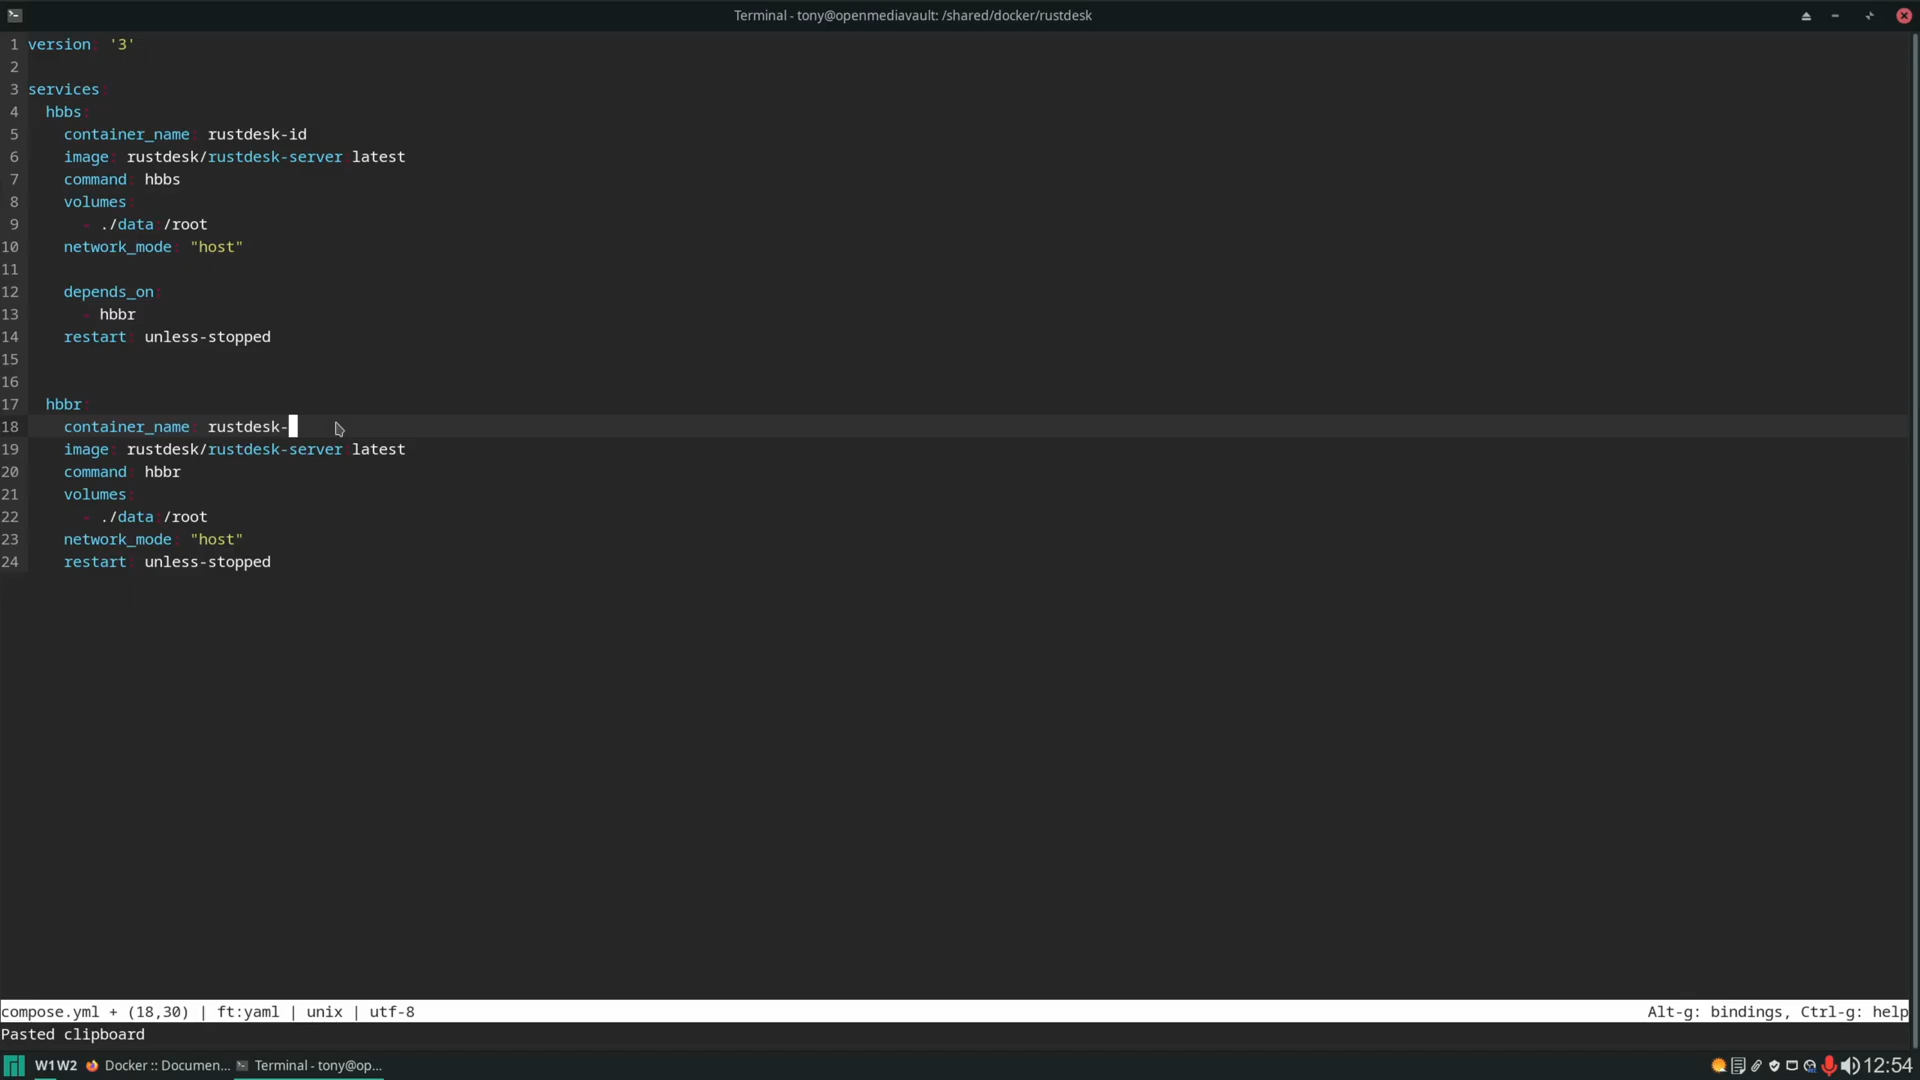 Terminal - tony@openmediavault: /shared/docker/rustdesk
1 version: '3'
2
3 services:
4 hbbs:
5 container_name: rustdesk-id
6 image: rustdesk/rustdesk-server:latest
7 command: hbbs
8 volumes:
9 - ./data:/root
10 network_mode: "host"
11
12 depends_on:
13 - hbbr
14 restart: unless-stopped
15
16
17 hbbr:
18 container_name: rustdesk-
19 image: rustdesk/rustdesk-server:latest
20 command: hbbr
21 volumes:
22 - ./data:/root
23 network_mode: "host"
24 restart: unless-stopped
compose.yml + (18,30) | ft:yaml | unix | utf-8 Alt-g: bindings, Ctrl-g: help
Pasted clipboard
W1W2 Docker :: Documen... Terminal - tony@op... 12:54